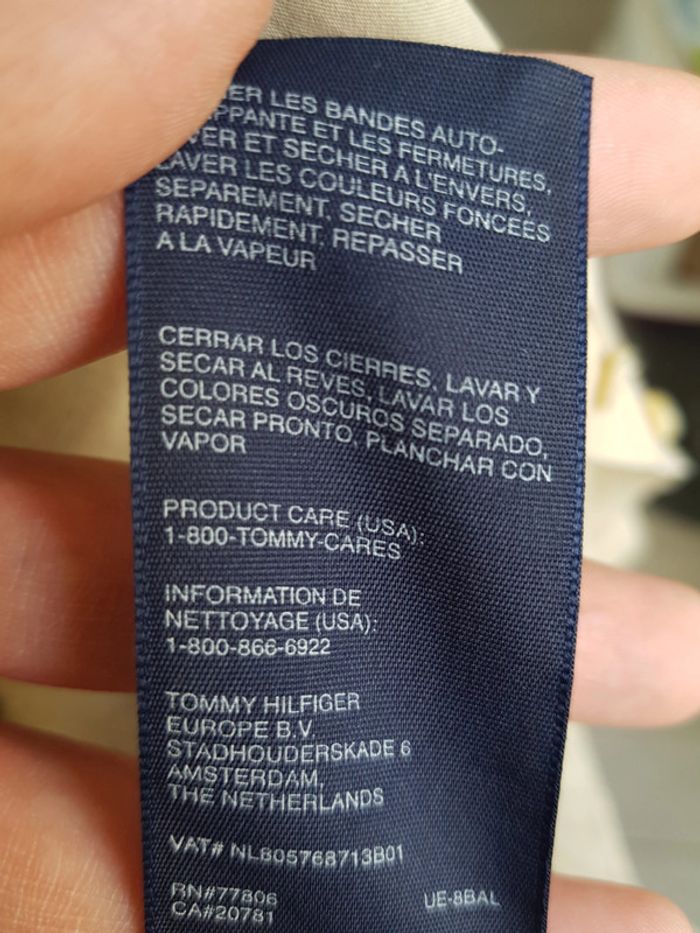 LES BANDES AUTO-
ET LES FERMETURES,
ET SECHER A L'ENVERS,
LAVER LES COULEURS FONCEES
SEPAREMENT. SECHER
RAPIDEMENT. REPASSER
A LA VAPEUR
CERRAR LOS CIERRES, LAVAR Y
SECAR AL REVES, LAVAR LOS
COLORES OSCUROS SEPARADO,
SECAR PRONTO, PLANCHAR CON
VAPOR
PRODUCT CARE (USA):
1-800-TOMMY-CARES
INFORMATION DE
NETTOYAGE (USA):
1-800-866-6922
TOMMY HILFIGER
EUROPE B.V.
STADHOUDERSKADE 6
AMSTERDAM,
THE NETHERLANDS
VAT# NL805768713B01
RN#77806
CA#20781
UE-8BAL